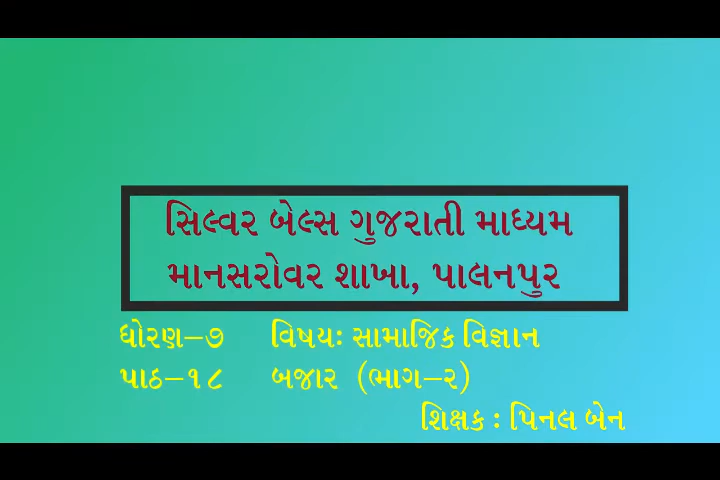 સિલ્વર બેલ્સ ગુજરાતી માધ્યમ
માનસરોવર શાખા, પાલનપુર
ધોરણ–૭ વિષયઃ સામાજિક વિજ્ઞાન
પાઠ–૧૮ બજાર (ભાગ–૨)
શિક્ષક : પિનલ બેન